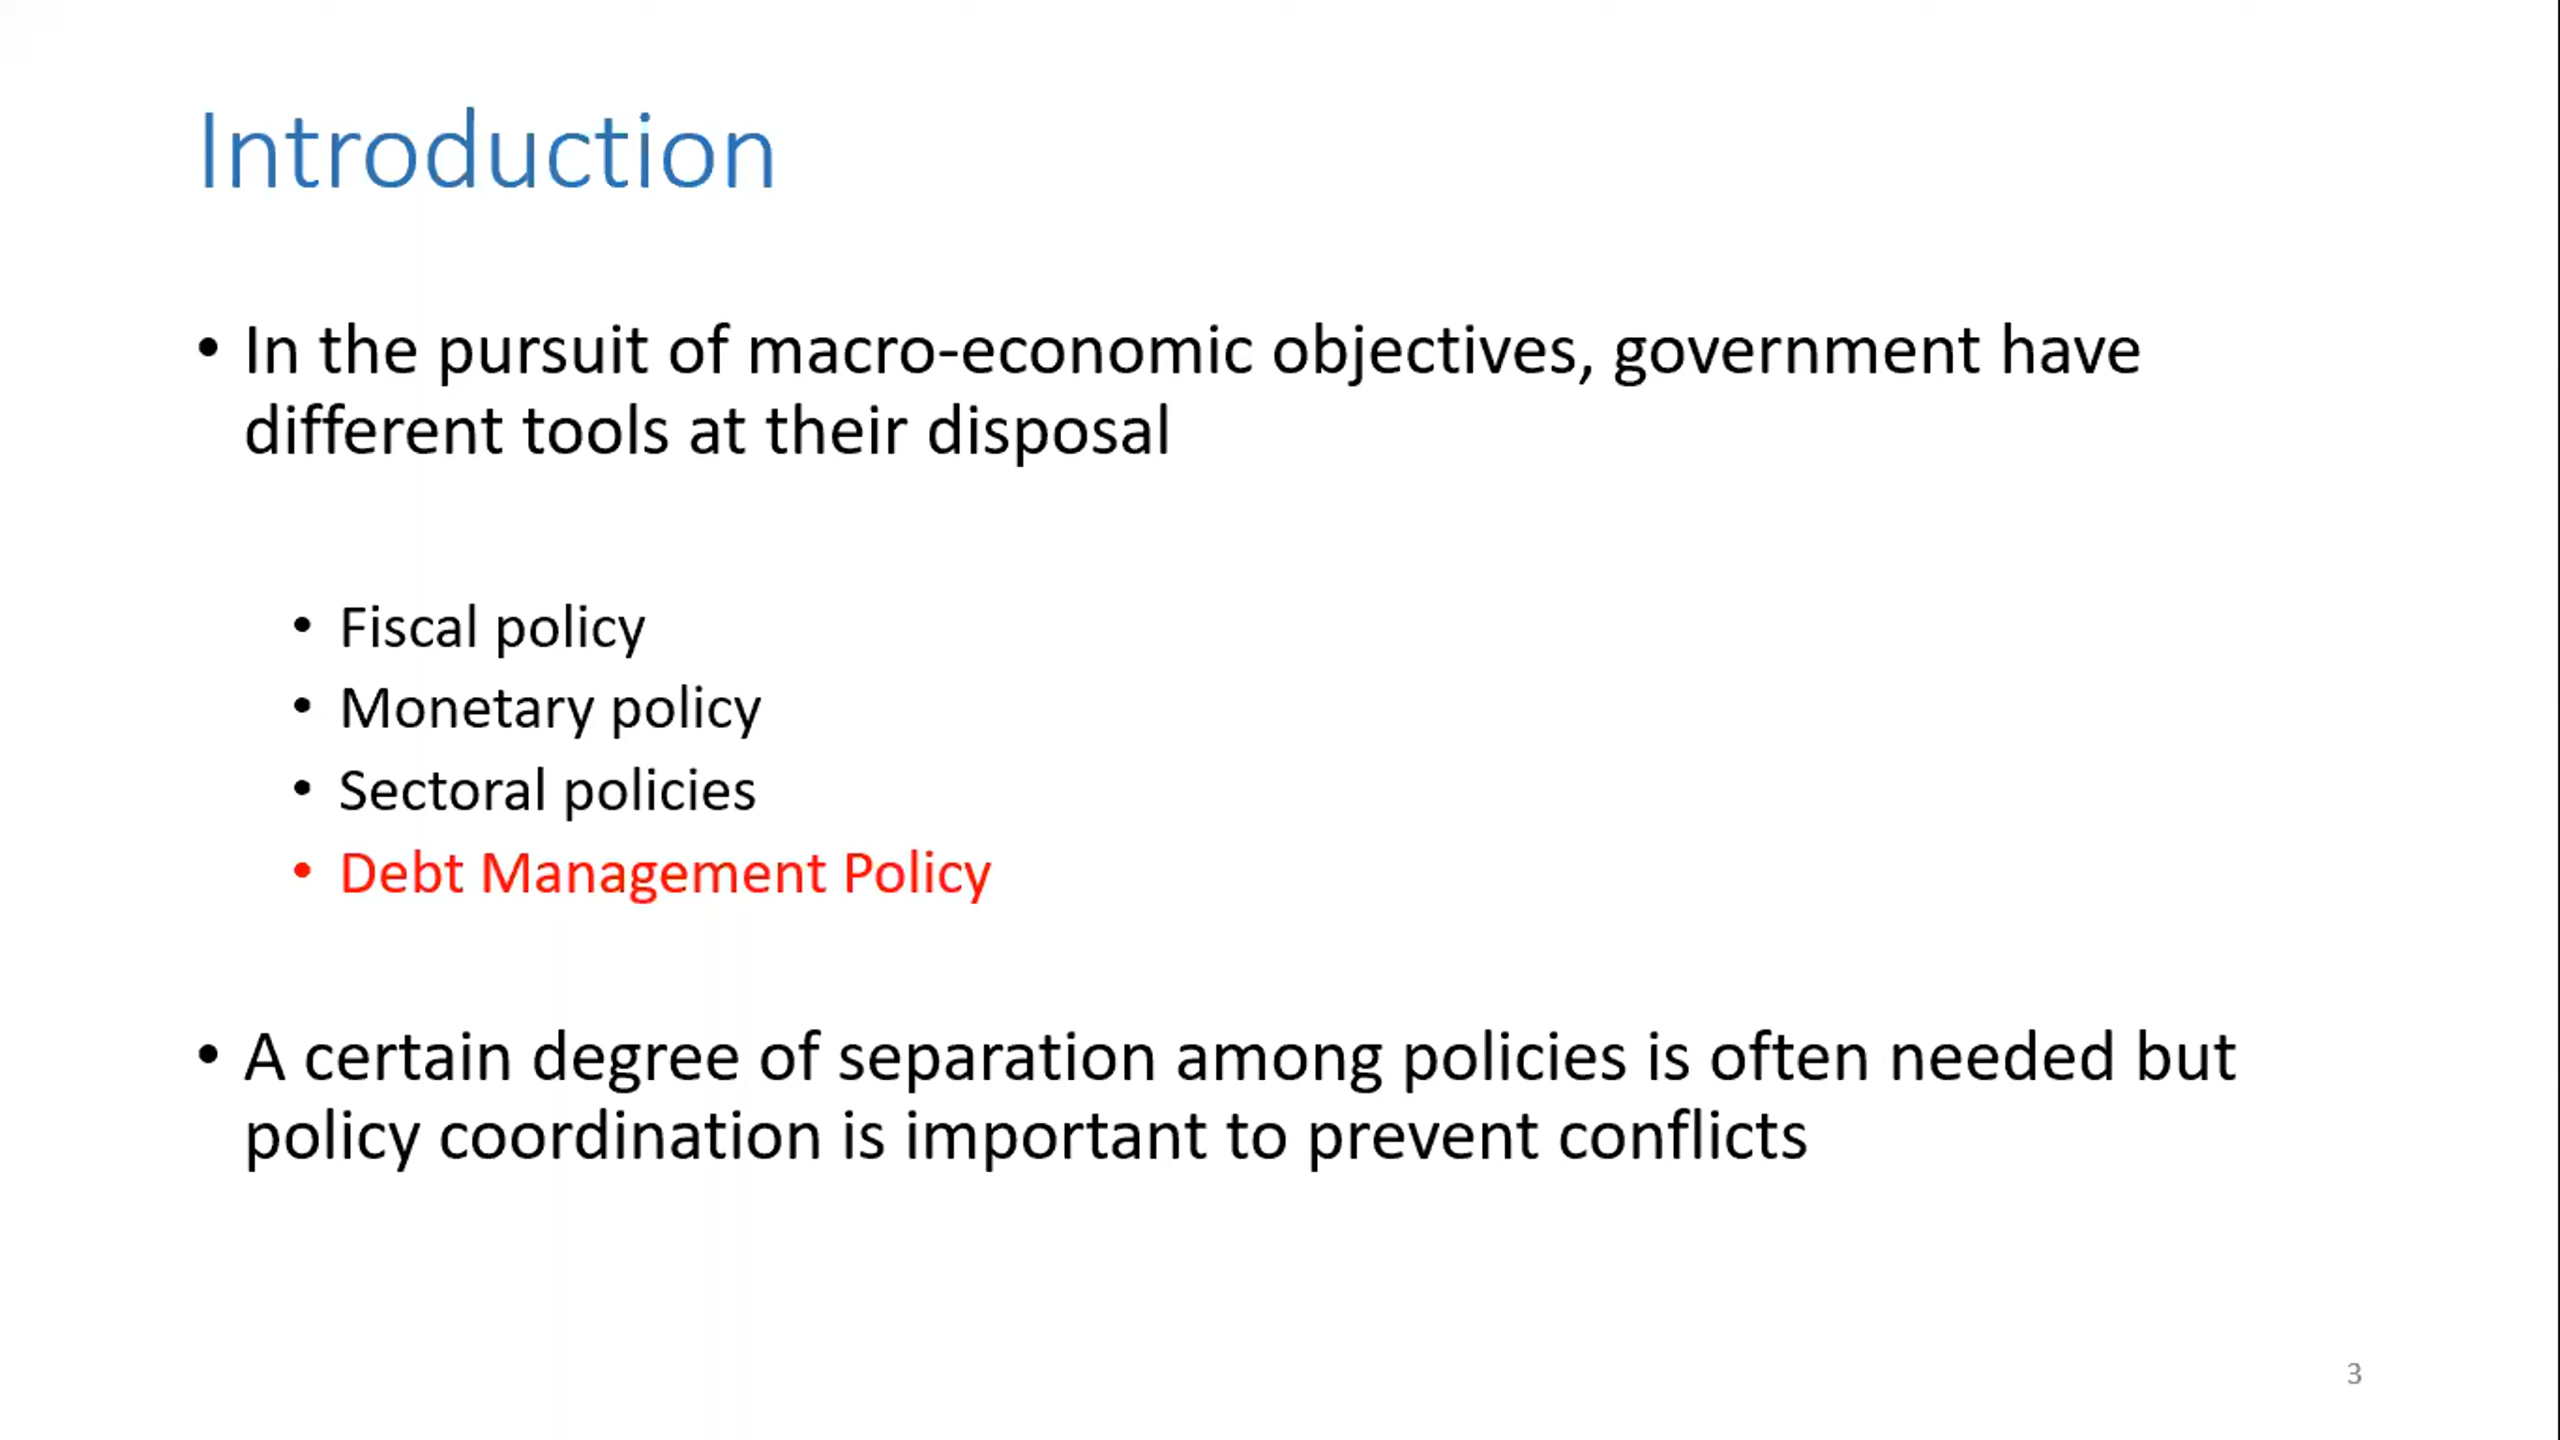 Introduction
• In the pursuit of macro-economic objectives, government have
different tools at their disposal
• Fiscal policy
• Monetary policy
• Sectoral policies
• Debt Management Policy
• A certain degree of separation among policies is often needed but
policy coordination is important to prevent conflicts
3